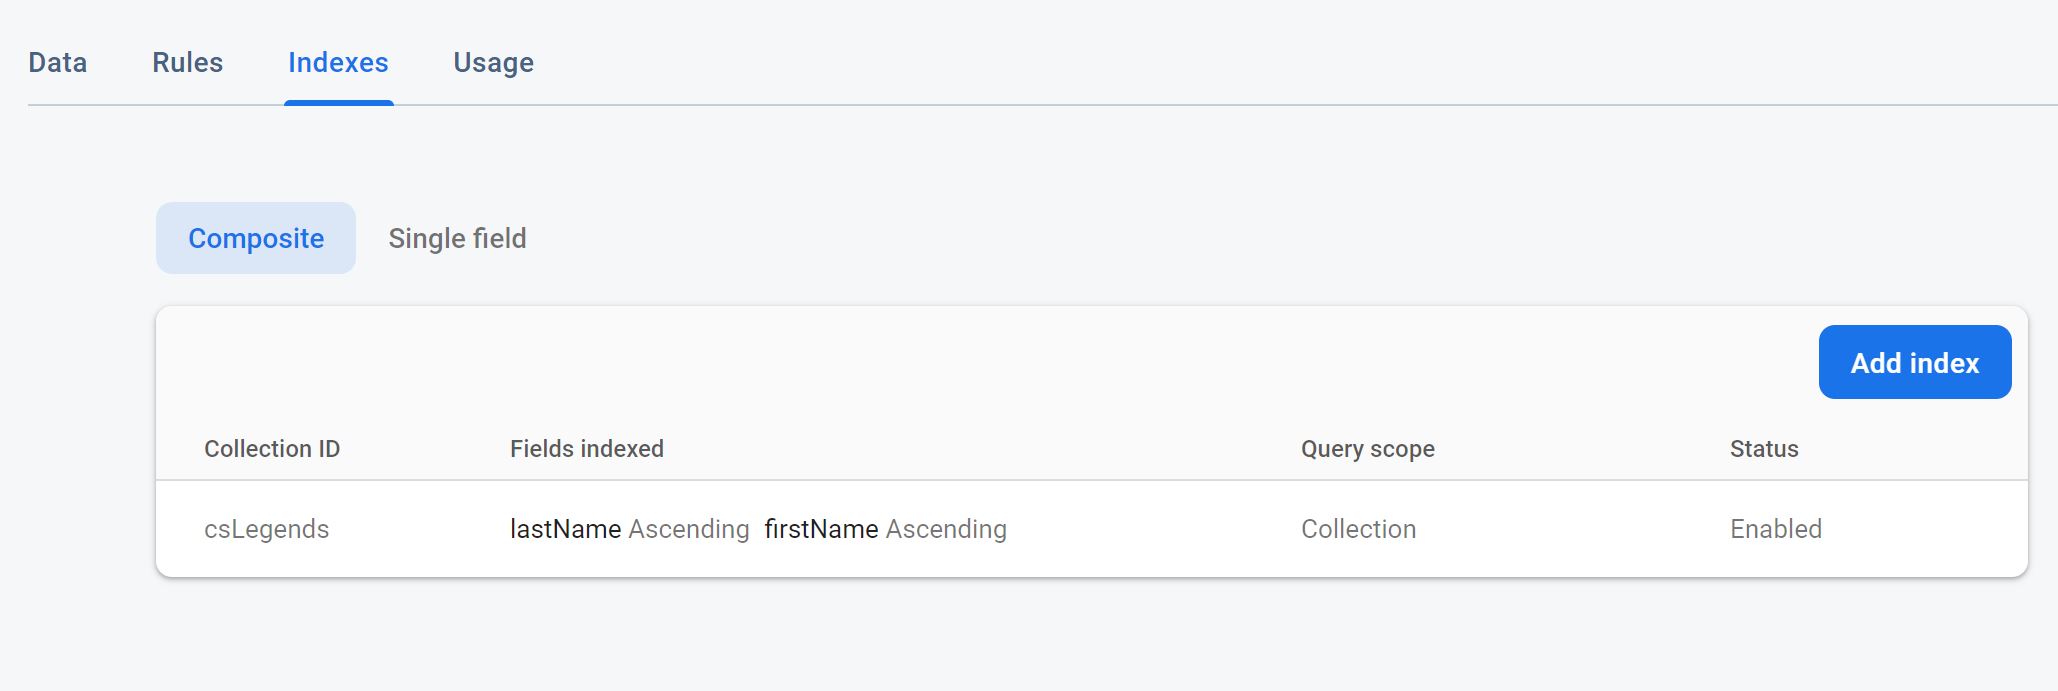 Data Rules Indexes Usage
Composite Single field
Add index
Collection ID Fields indexed Query scope Status
csLegends lastName Ascending firstName Ascending Collection Enabled